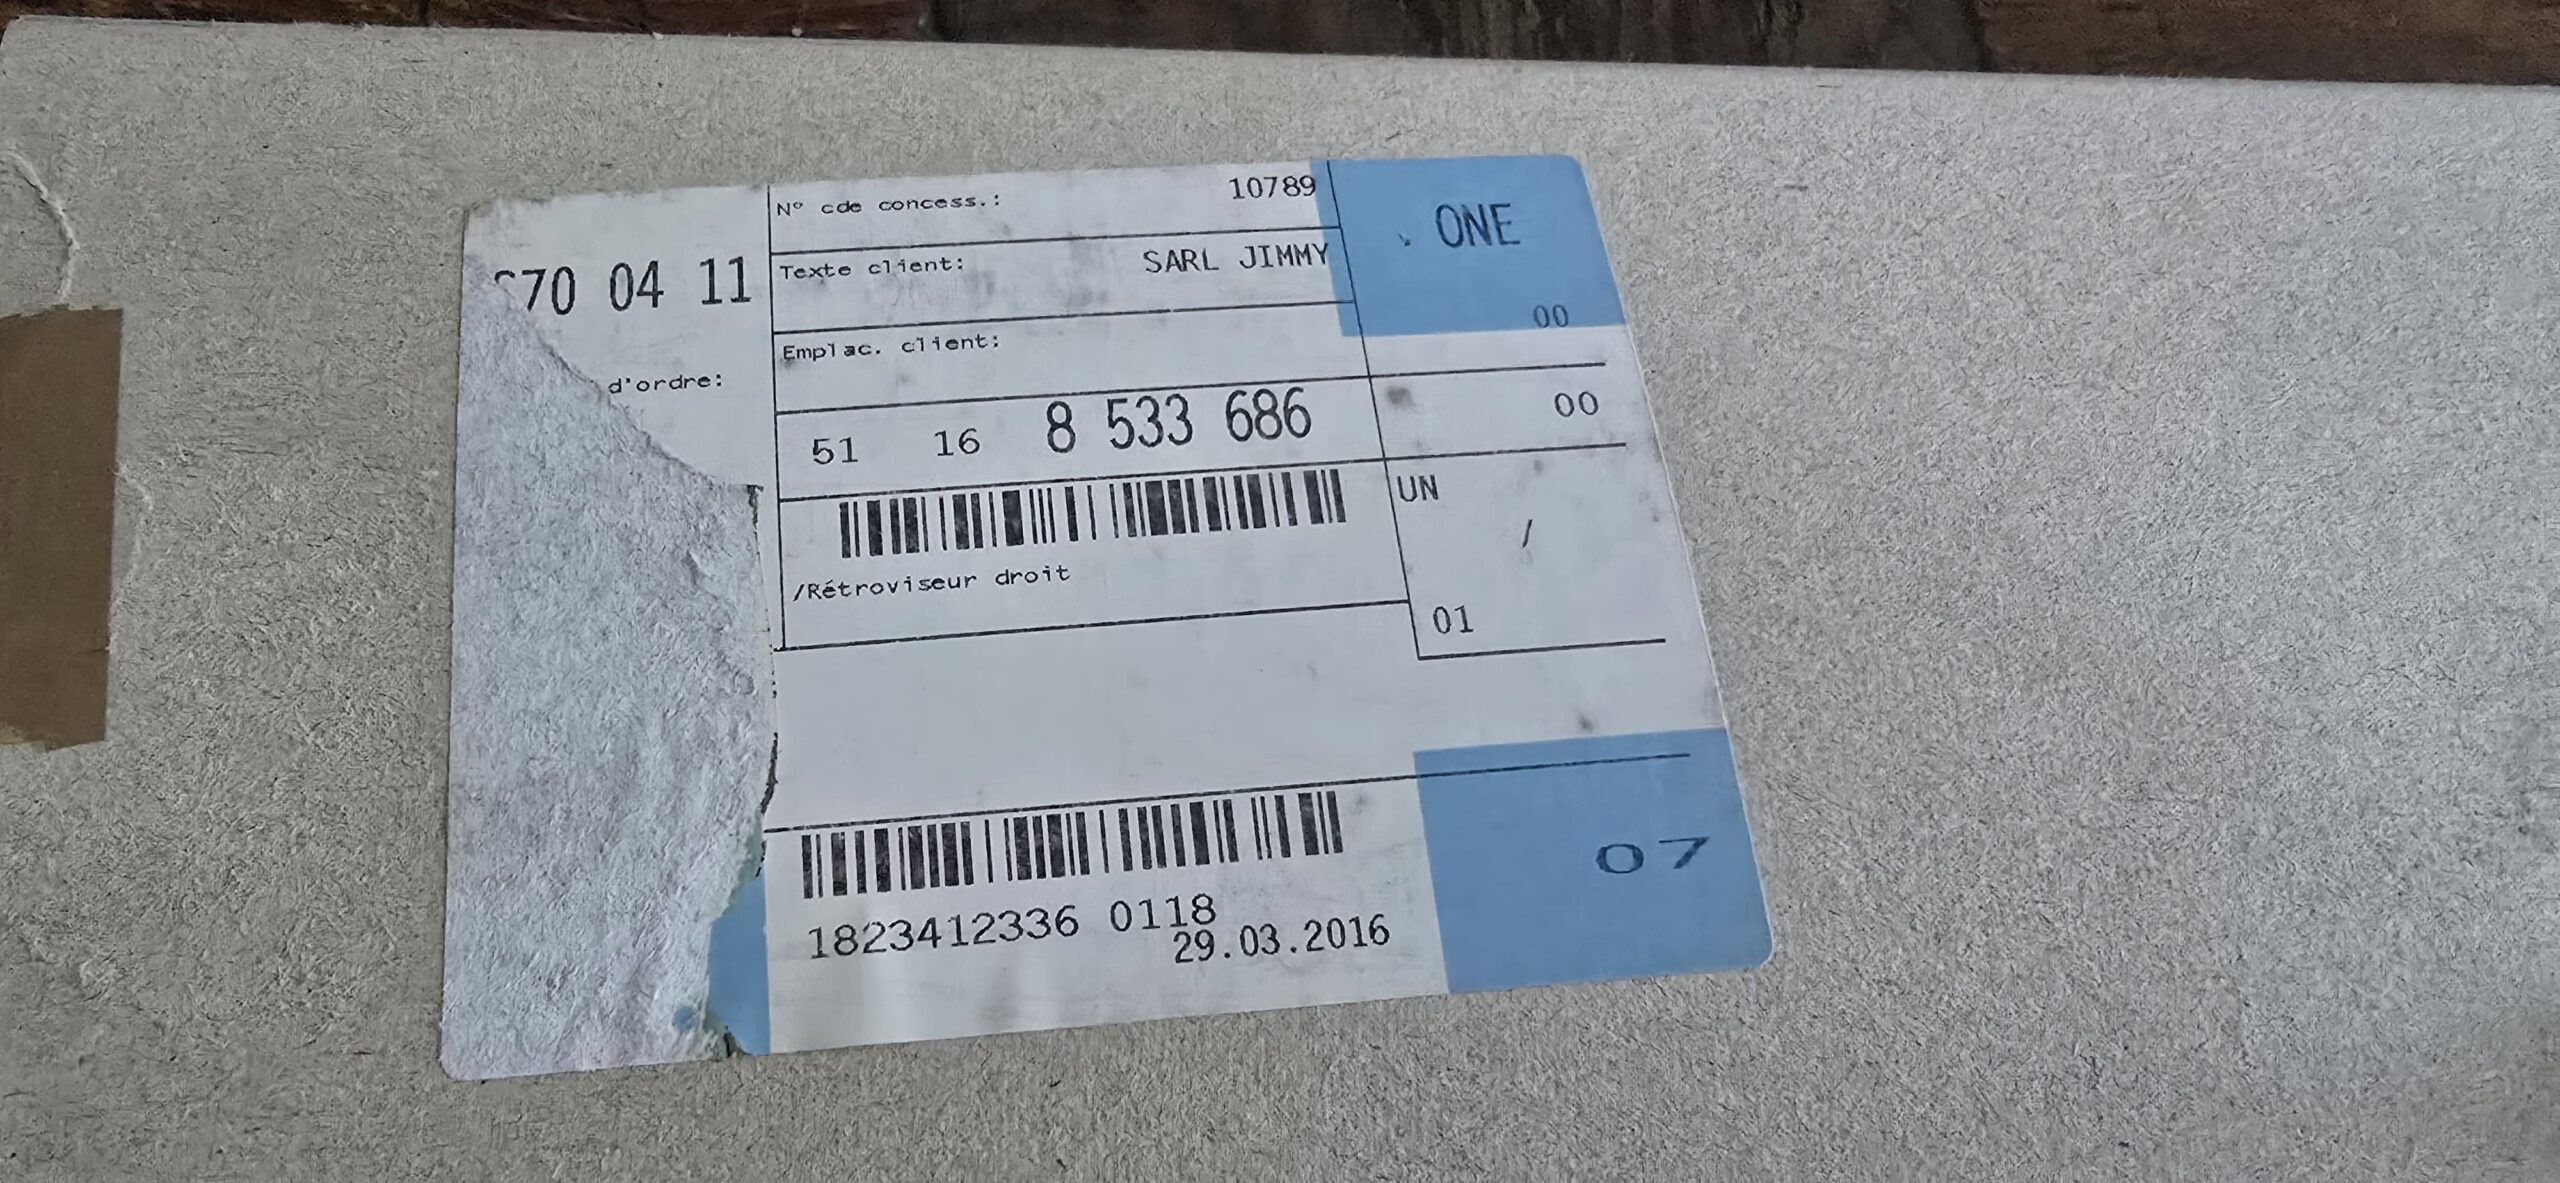 70 04 11
d'ordre:
N° cde concess.: 10789
Texte client: SARL JIMMY
Emplac. client:
51 16 8 533 686
/Rétroviseur droit
ONE
00
00
UN
/
01
1823412336 0118
29.03.2016
07